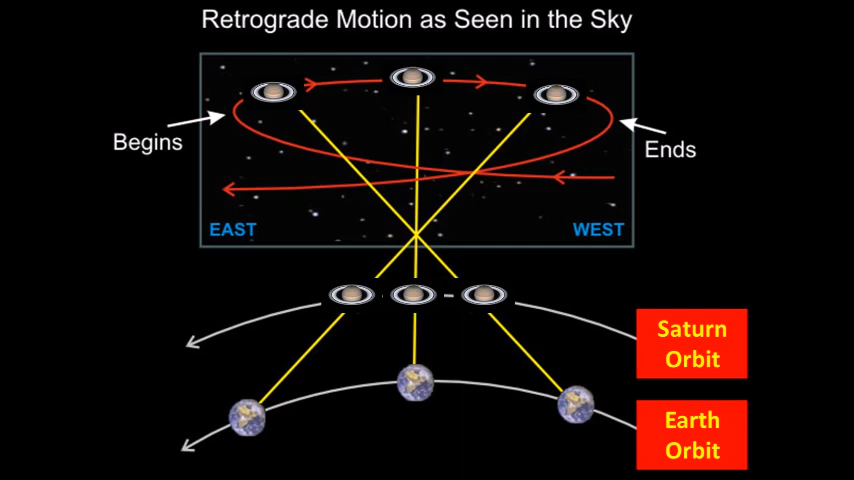 Retrograde Motion as Seen in the Sky
Begins
Ends
EAST
WEST
Saturn
Orbit
Earth
Orbit